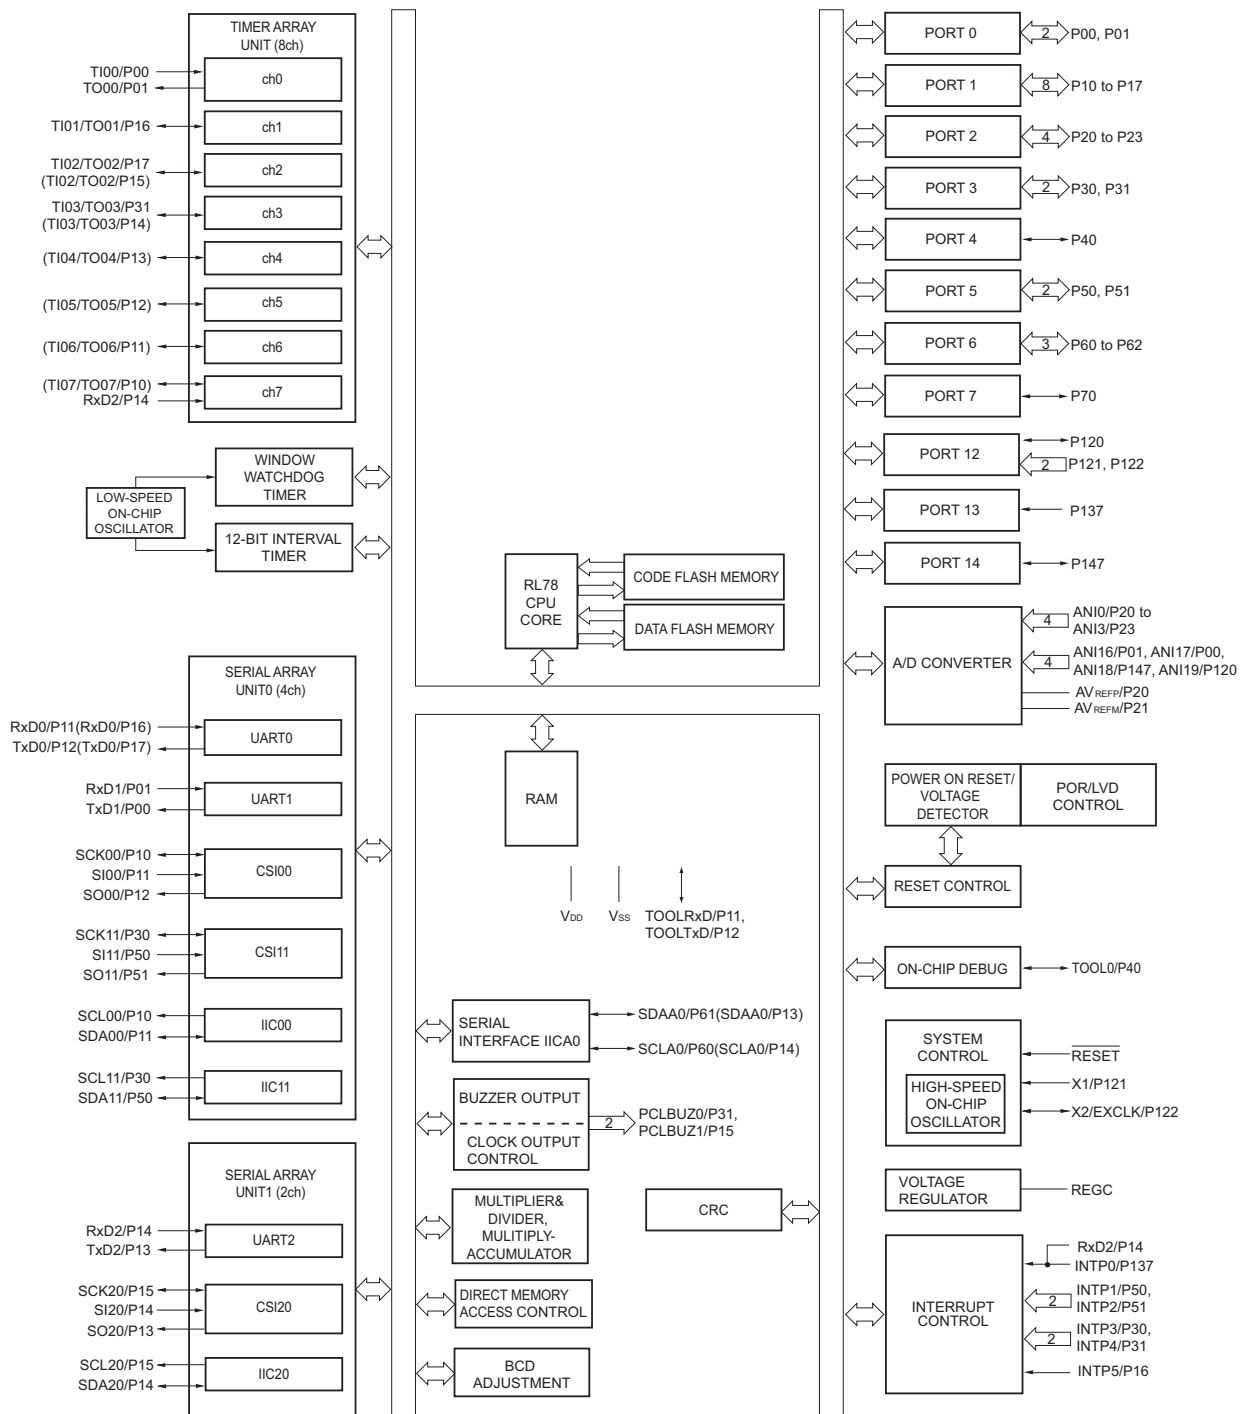 TIMER ARRAY
UNIT (8ch)
TI00/P00
TO00/P01
ch0
TI01/TO01/P16
ch1
TI02/TO02/P17
(TI02/TO02/P15)
ch2
TI03/TO03/P31
(TI03/TO03/P14)
ch3
(TI04/TO04/P13)
ch4
(TI05/TO05/P12)
ch5
(TI06/TO06/P11)
ch6
(TI07/TO07/P10)
RxD2/P14
ch7
WINDOW
WATCHDOG
TIMER
LOW-SPEED
ON-CHIP
OSCILLATOR
12-BIT INTERVAL
TIMER
SERIAL ARRAY
UNIT0 (4ch)
RxD0/P11(RxD0/P16)
TxD0/P12(TxD0/P17)
UART0
RxD1/P01
TxD1/P00
UART1
SCK00/P10
SI00/P11
SO00/P12
CSI00
SCK11/P30
SI11/P50
SO11/P51
CSI11
SCL00/P10
SDA00/P11
IIC00
SCL11/P30
SDA11/P50
IIC11
SERIAL ARRAY
UNIT1 (2ch)
RxD2/P14
TxD2/P13
UART2
SCK20/P15
SI20/P14
SO20/P13
CSI20
SCL20/P15
SDA20/P14
IIC20
RL78
CPU
CORE
CODE FLASH MEMORY
DATA FLASH MEMORY
RAM
VDD
VSS
TOOLRxD/P11,
TOOLTxD/P12
SERIAL
INTERFACE IICA0
SDAA0/P61(SDAA0/P13)
SCLA0/P60(SCLA0/P14)
BUZZER OUTPUT
CLOCK OUTPUT
CONTROL
2
PCLBUZ0/P31,
PCLBUZ1/P15
MULTIPLIER&
DIVIDER,
MULITIPLY-
ACCUMULATOR
CRC
DIRECT MEMORY
ACCESS CONTROL
BCD
ADJUSTMENT
PORT 0
2
P00, P01
PORT 1
8
P10 to P17
PORT 2
4
P20 to P23
PORT 3
2
P30, P31
PORT 4
P40
PORT 5
2
P50, P51
PORT 6
3
P60 to P62
PORT 7
P70
PORT 12
P120
2
P121, P122
PORT 13
P137
PORT 14
P147
A/D CONVERTER
4
ANI0/P20 to
ANI3/P23
4
ANI16/P01, ANI17/P00,
ANI18/P147, ANI19/P120
AVREFP/P20
AVREFM/P21
POWER ON RESET/
VOLTAGE
DETECTOR
POR/LVD
CONTROL
RESET CONTROL
ON-CHIP DEBUG
TOOL0/P40
SYSTEM
CONTROL
HIGH-SPEED
ON-CHIP
OSCILLATOR
RESET
X1/P121
X2/EXCLK/P122
VOLTAGE
REGULATOR
REGC
INTERRUPT
CONTROL
RxD2/P14
INTP0/P137
2
INTP1/P50,
INTP2/P51
2
INTP3/P30,
INTP4/P31
INTP5/P16